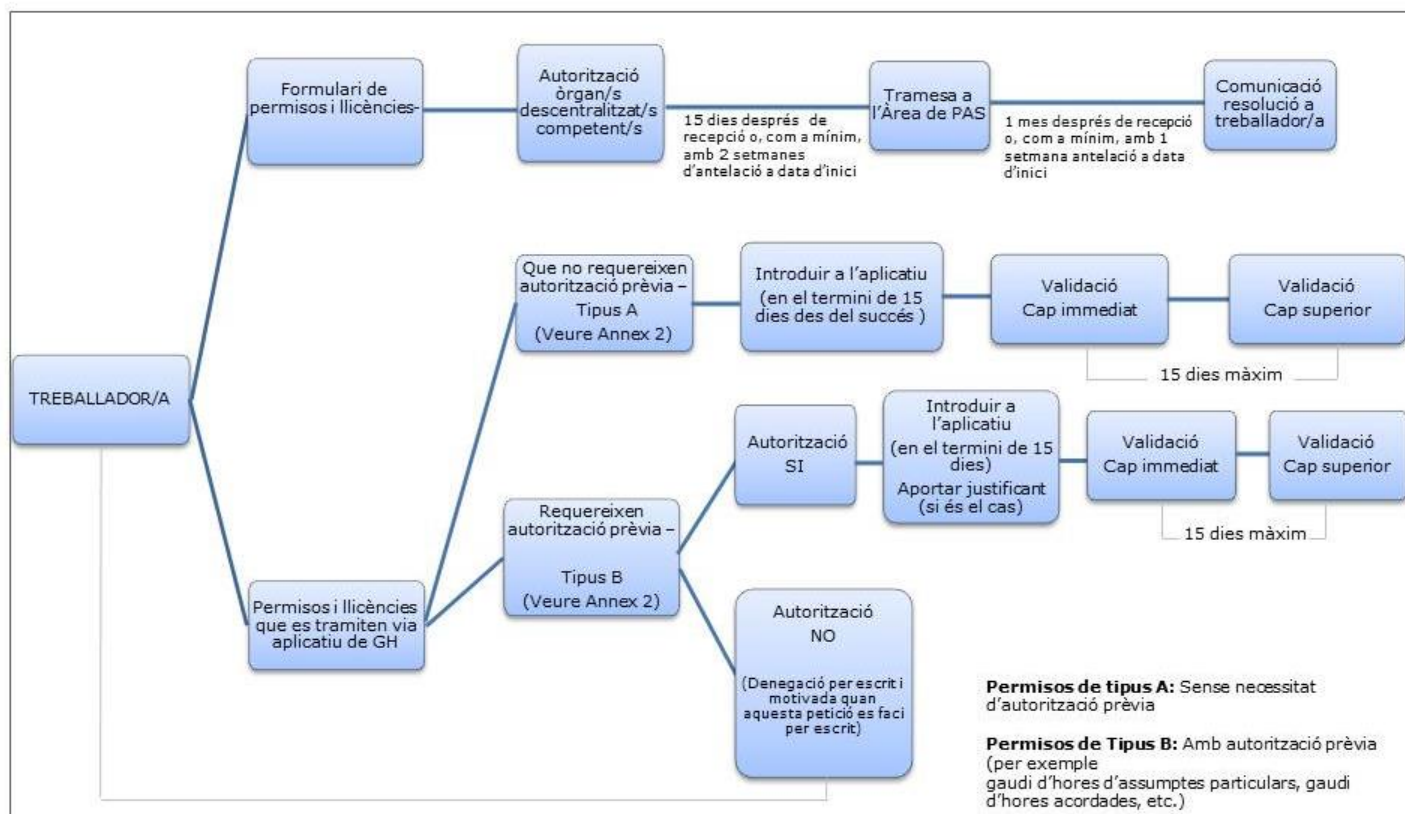 Formulari de
permisos i llicències-
Autorització
òrgan/s
descentralitzat/s
competent/s
15 dies després de
recepció o, com a mínim,
amb 2 setmanes
d'antelació a data d'inici
Tramesa a
l'Àrea de PAS
1 mes després de recepció
o, com a mínim, amb 1
setmana antelació a data
d'inici
Comunicació
resolució a
treballador/a
Que no requereixen
autorització prèvia –
Tipus A
(Veure Annex 2)
Introduir a l'aplicatiu
(en el termini de 15
dies des del succés )
Validació
Cap immediat
Validació
Cap superior
15 dies màxim
TREBALLADOR/A
Autorització
SI
Introduir a
l'aplicatiu
(en el termini de 15
dies)
Aportar justificant
(si és el cas)
Validació
Cap immediat
Validació
Cap superior
15 dies màxim
Requereixen
autorització prèvia –
Tipus B
(Veure Annex 2)
Permisos i llicències
que es tramiten via
aplicatiu de GH
Autorització
NO
(Denegació per escrit i
motivada quan
aquesta petició es faci
per escrit)
Permisos de tipus A: Sense necessitat
d'autorització prèvia
Permisos de Tipus B: Amb autorització prèvia
(per exemple
gaudi d'hores d'assumptes particulars, gaudi
d'hores acordades, etc.)